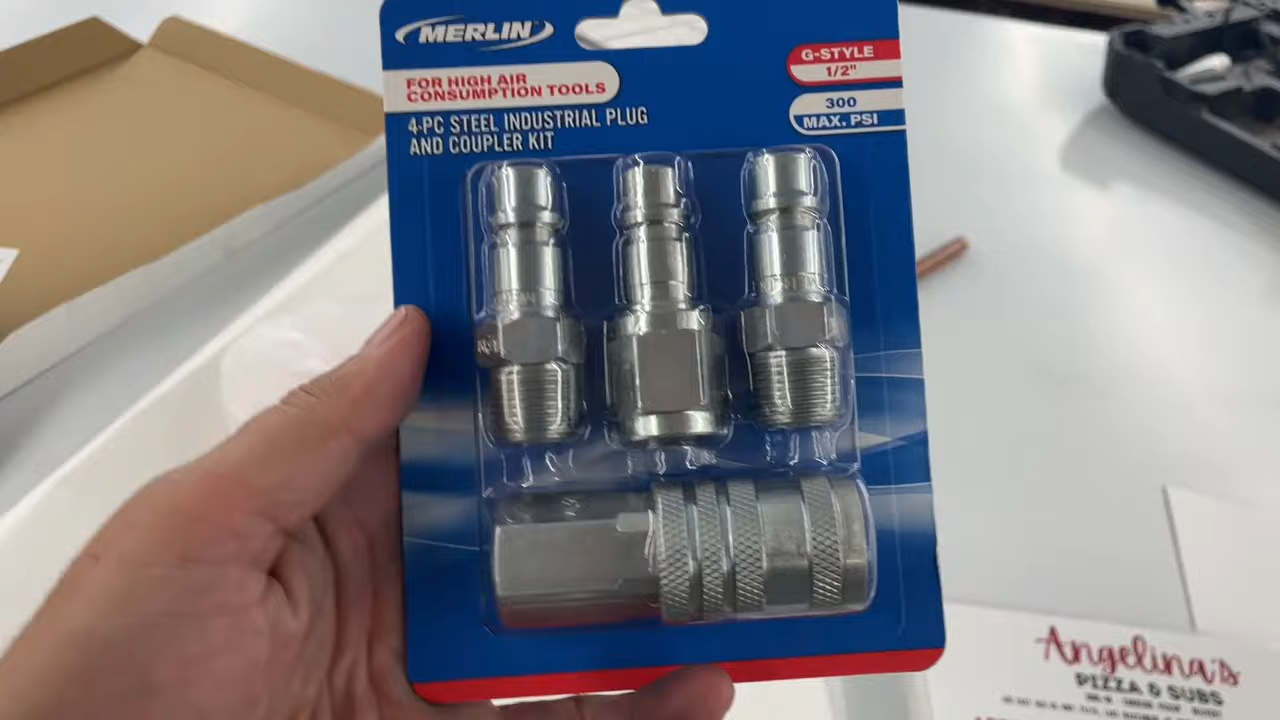 MERLIN
G-STYLE
1/2"
FOR HIGH AIR
CONSUMPTION TOOLS
300
MAX. PSI
4-PC STEEL INDUSTRIAL PLUG
AND COUPLER KIT
Angelina's
PIZZA & SUBS